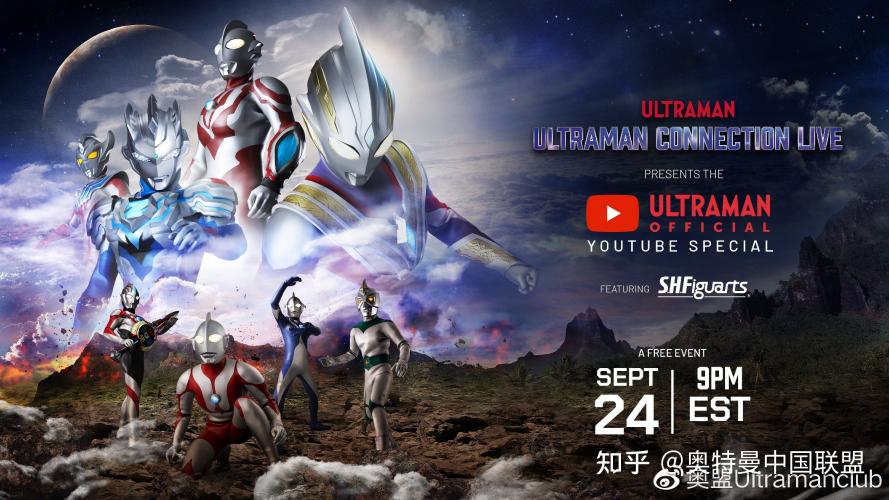 ULTRAMAN
ULTRAMAN CONNECTION LIVE
PRESENTS THE
ULTRAMAN
OFFICIAL
YOUTUBE SPECIAL
FEATURING S.H.Figuarts
A FREE EVENT
SEPT 24 9PM EST
知乎 @奥特曼中国联盟
奥盟Ultramanclub